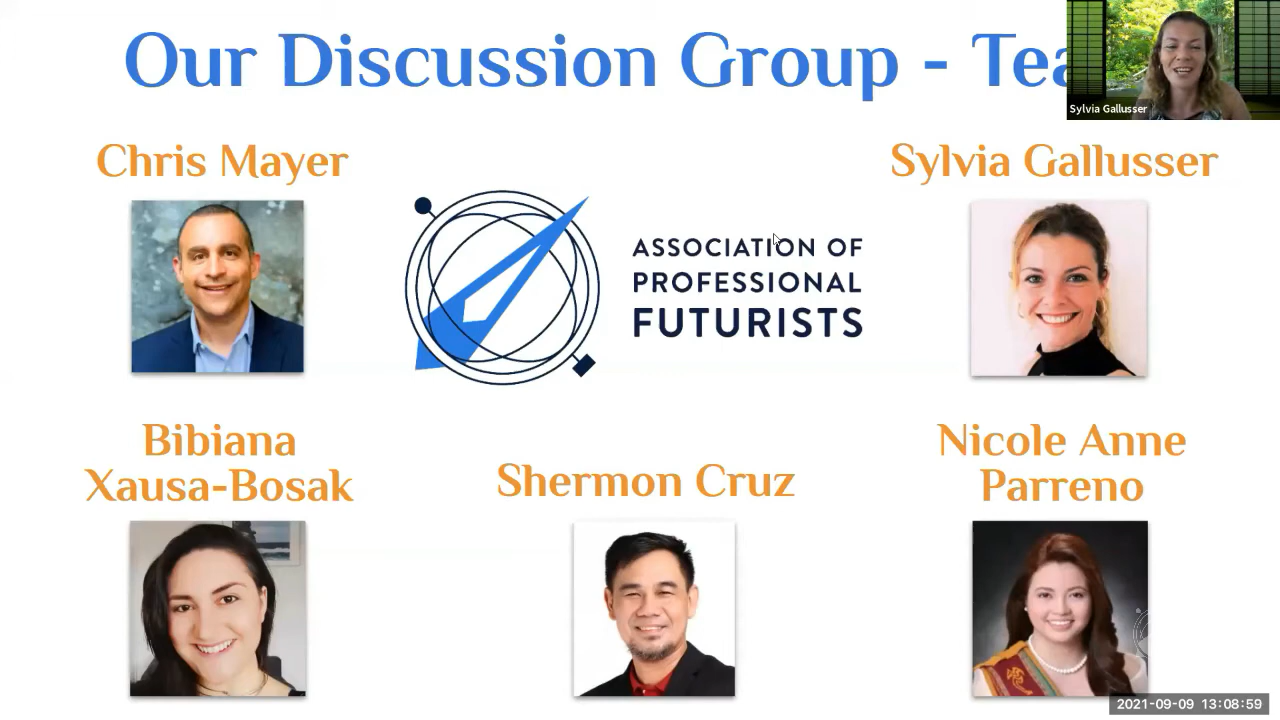 Our Discussion Group - Tea
Sylvia Gallusser
Chris Mayer
Sylvia Gallusser
ASSOCIATION OF
PROFESSIONAL
FUTURISTS
Bibiana
Xausa-Bosak
Shermon Cruz
Nicole Anne
Parreno
2021-09-09 13:08:59